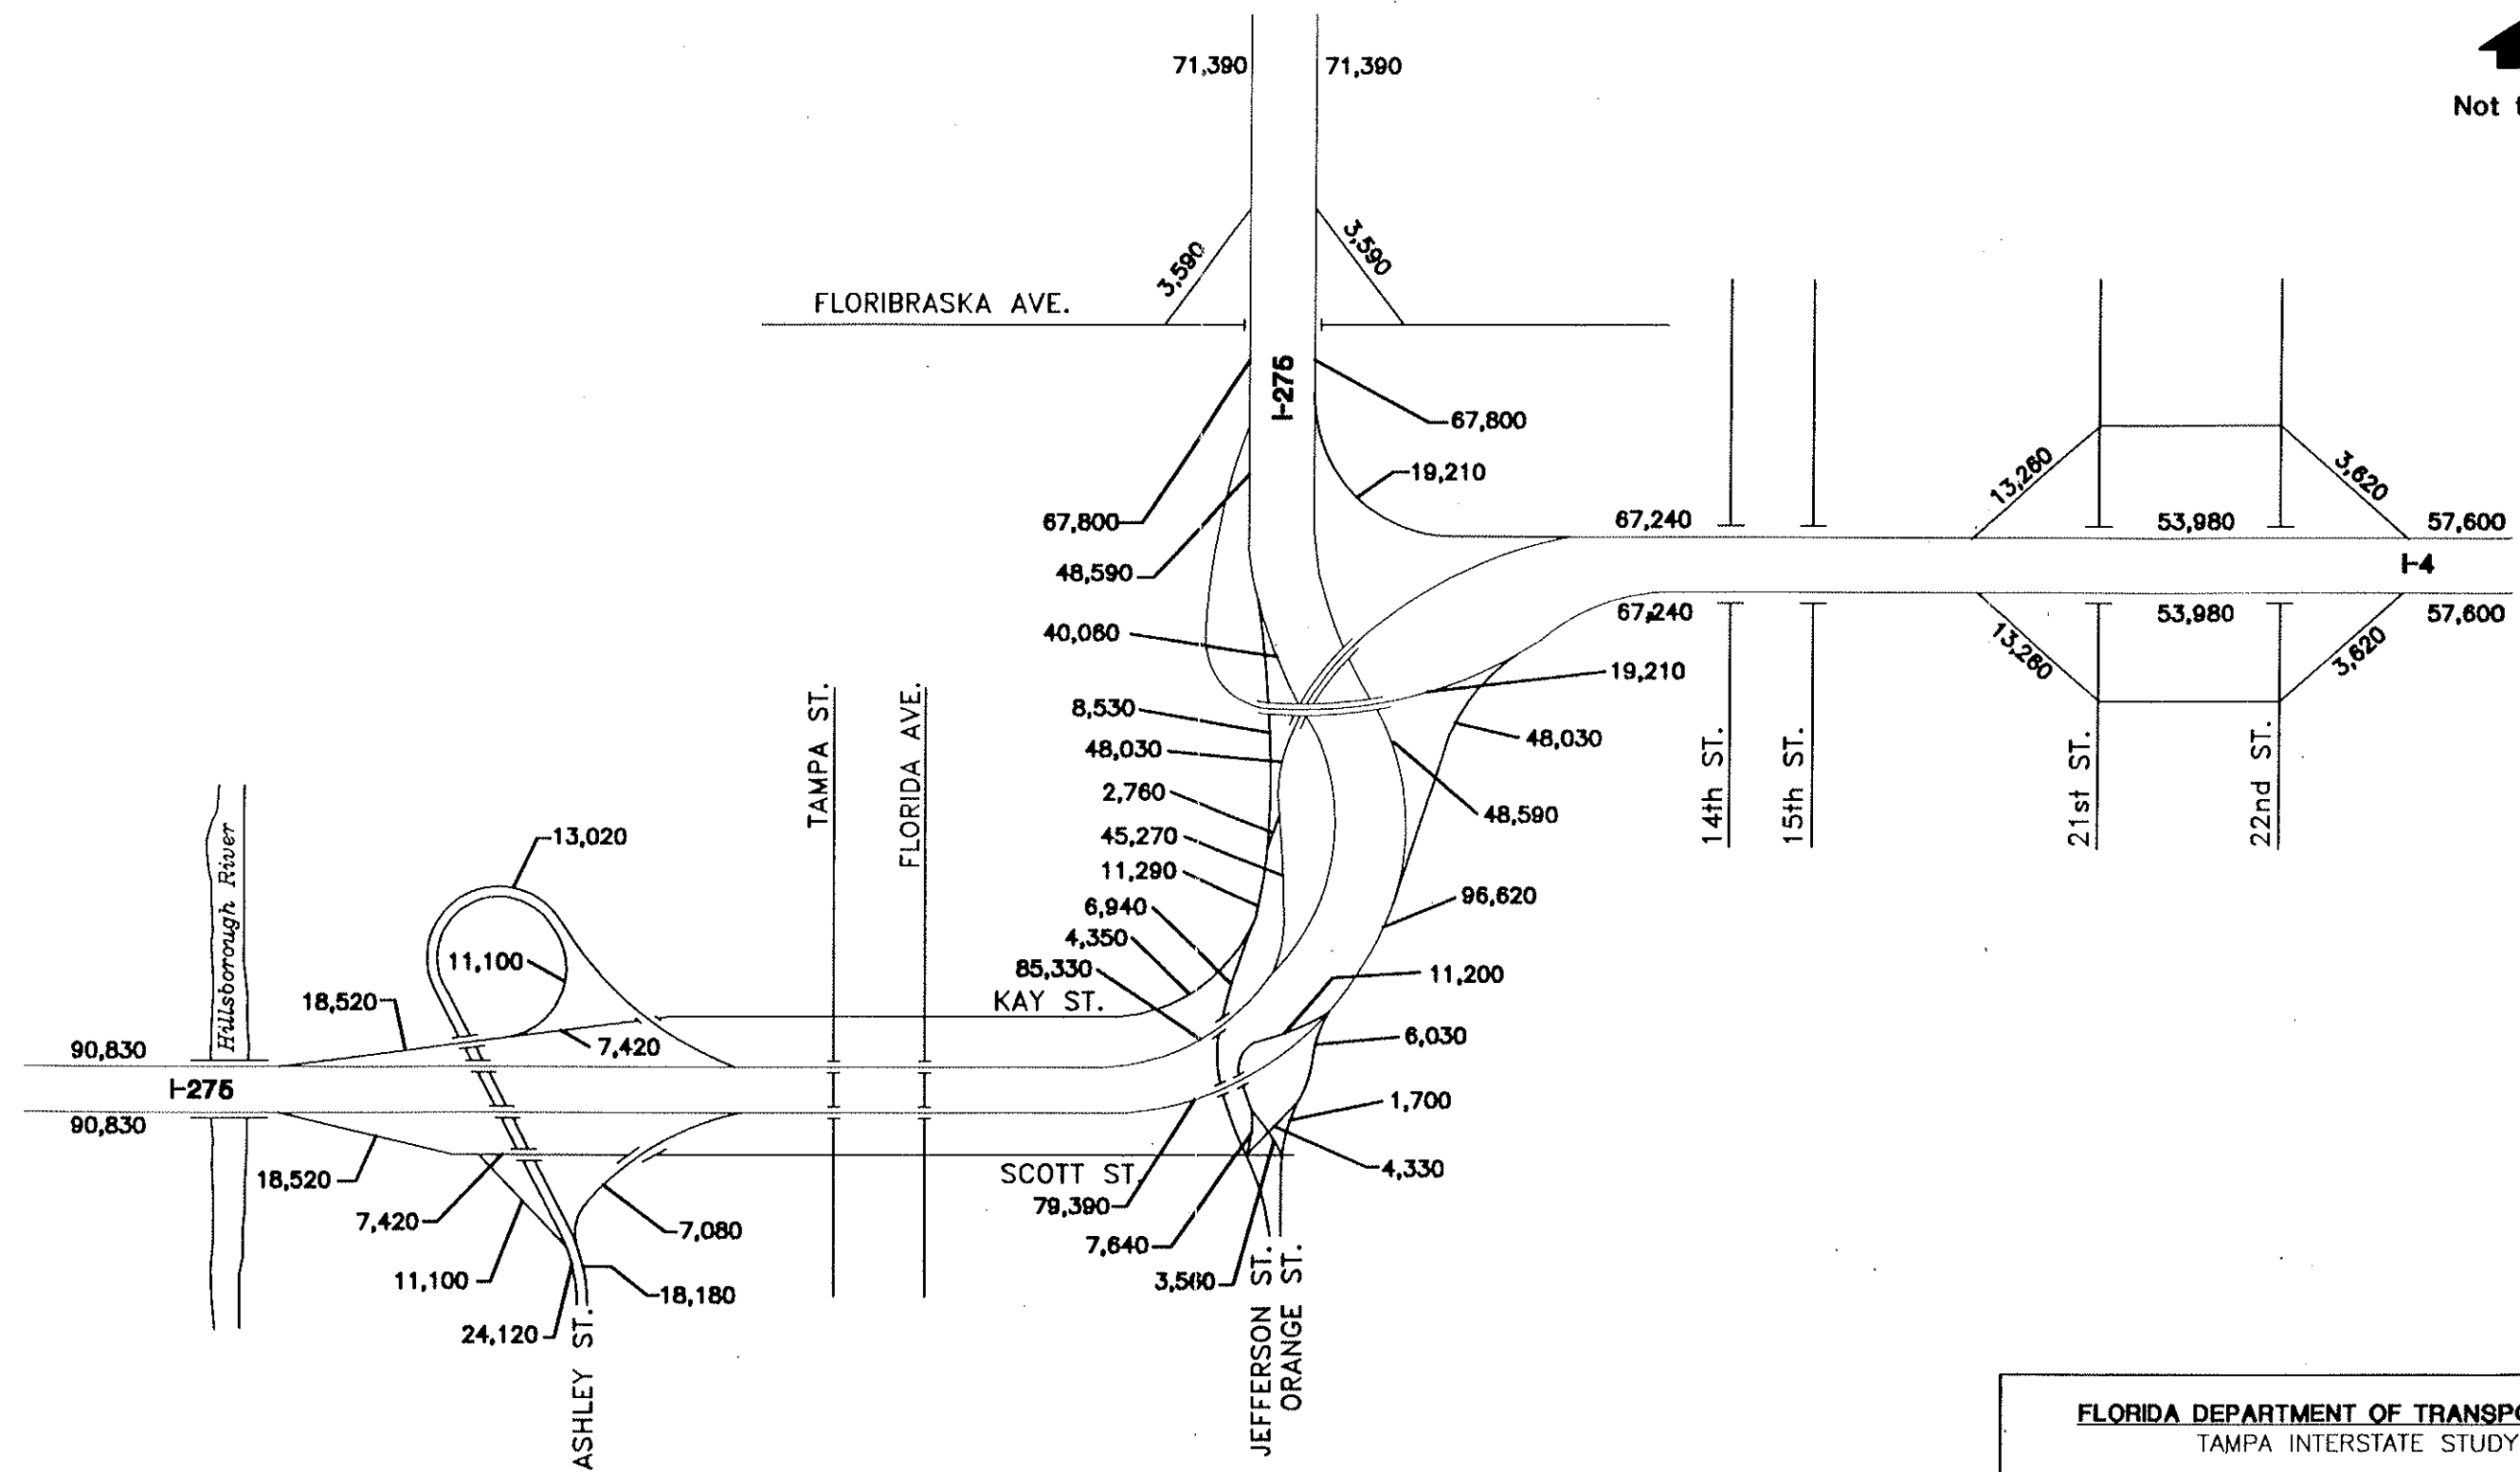 71,390
71,390
Not t
3,590
3,590
FLORIBRASKA AVE.
I-275
67,800
19,210
67,800
48,590
67,240
13,260
53,980
3,620
57,600
I-4
67,240
13,260
53,980
3,620
57,600
40,060
19,210
8,530
48,030
48,030
2,760
48,590
45,270
11,290
96,620
6,940
4,350
85,330
11,200
KAY ST.
6,030
TAMPA ST.
FLORIDA AVE.
14th ST.
15th ST.
21st ST.
22nd ST.
Hillsborough River
13,020
11,100
18,520
7,420
90,830
I-275
90,830
1,700
4,330
SCOTT ST.
79,390
7,640
3,560
18,520
7,420
7,080
11,100
18,180
24,120
ASHLEY ST.
JEFFERSON ST.
ORANGE ST.
FLORIDA DEPARTMENT OF TRANSPO
TAMPA INTERSTATE STUDY